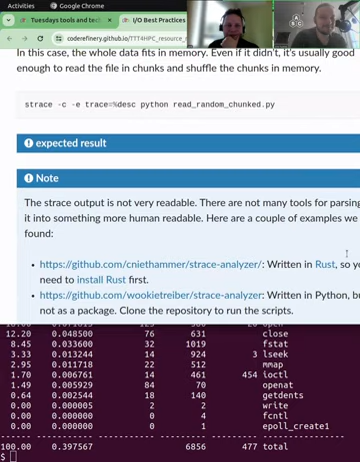 Activities
Google Chrome
Tuesdays tools and tec
I/O Best Practices
coderefinery.github.io/TTT4HPC_resource_
In this case, the whole data fits in memory. Even if it didn't, it's usually good
enough to read the file in chunks and shuffle the chunks in memory.
strace -c -e trace=%desc python read_random_chunked.py
expected result
Note
The strace output is not very readable. There are not many tools for parsing
it into something more human readable. Here are a couple of examples we
found:
https://github.com/cniethammer/strace-analyzer/: Written in Rust, so yo
need to install Rust first.
https://github.com/wookietreiber/strace-analyzer: Written in Python, bu
not as a package. Clone the repository to run the scripts.
12.20 0.048500 76 631 close
8.45 0.033600 32 1019 fstat
3.33 0.013244 14 924 3 lseek
2.95 0.011718 22 512 mmap
1.70 0.006761 14 461 454 ioctl
1.49 0.005929 84 70 openat
0.64 0.002544 18 140 getdents
0.00 0.000005 2 2 write
0.00 0.000000 0 4 fcntl
0.00 0.000000 0 1 epoll_create1
------ ----------- ----------- --------- --------- ----------------
100.00 0.397567 6856 477 total
$